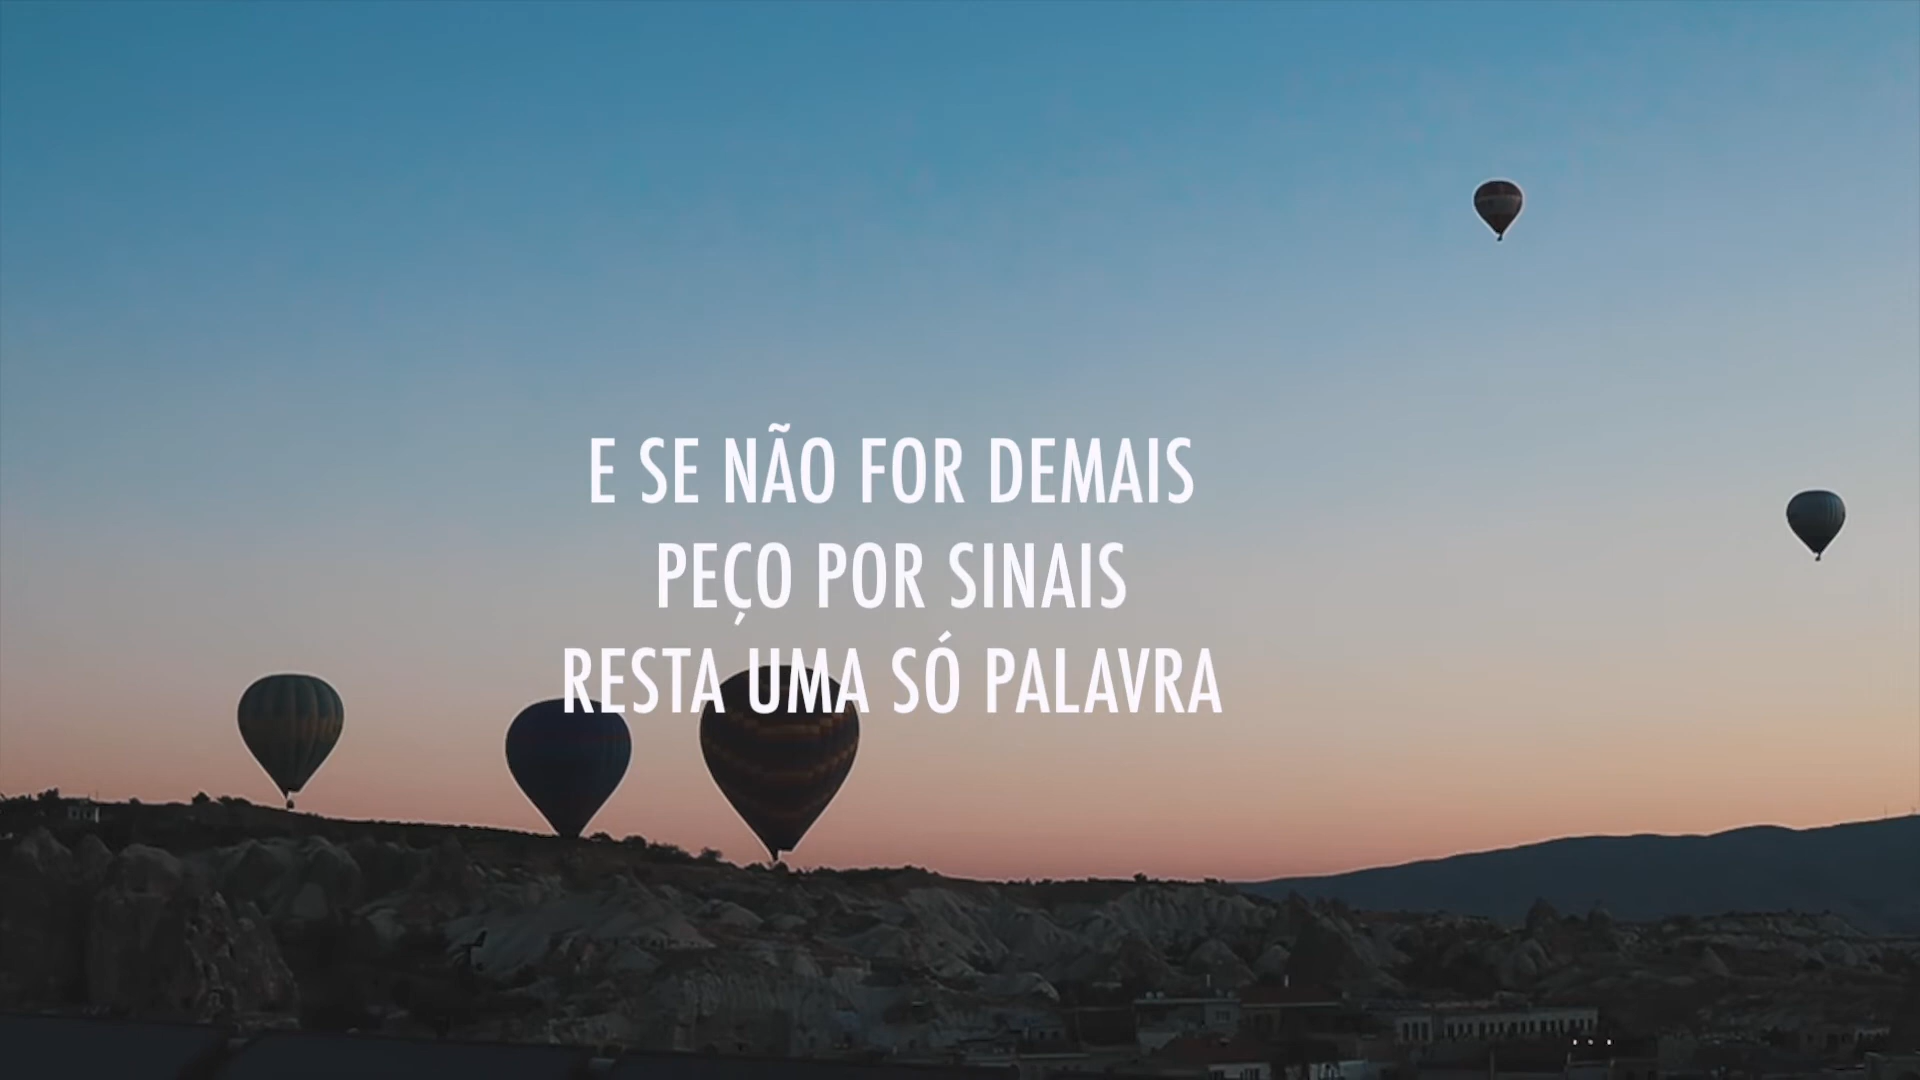 E SE NÃO FOR DEMAIS
PEÇO POR SINAIS
RESTA UMA SÓ PALAVRA